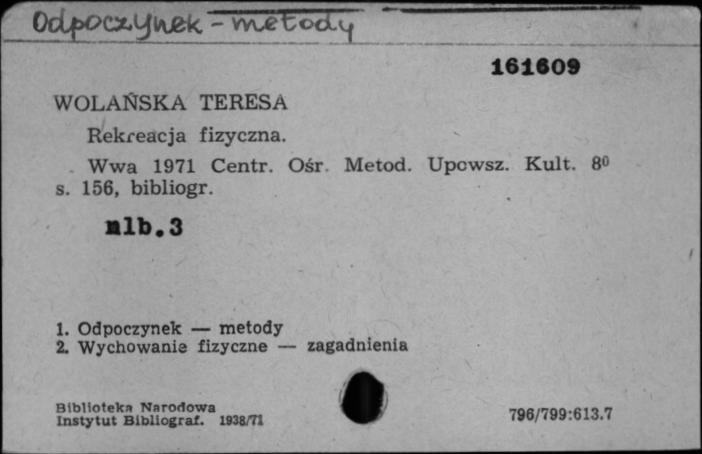 Odpoczynek - metody
161609
WOLAŃSKA TERESA
Rekreacja fizyczna.
Wwa 1971 Centr. Ośr. Metod. Upowsz. Kult. 8⁰
s. 156, bibliogr.
nlb.3
1. Odpoczynek — metody
2. Wychowanie fizyczne — zagadnienia
Biblioteka Narodowa
Instytut Bibliograf. 1938/71
796/799:613.7